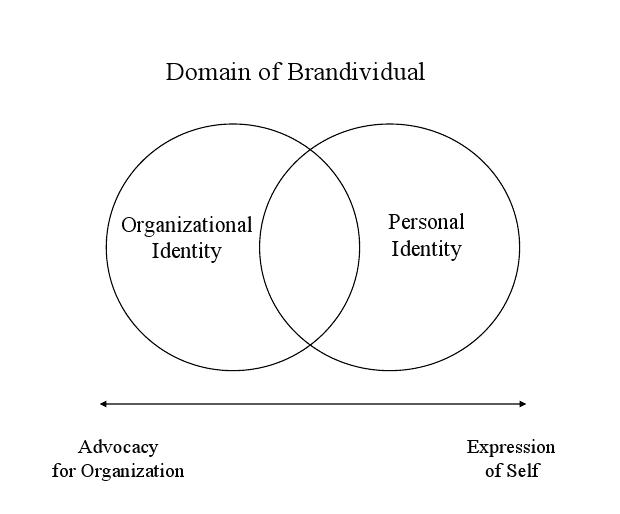 Domain of Brandividual
Organizational
Identity
Personal
Identity
Advocacy
for Organization
Expression
of Self